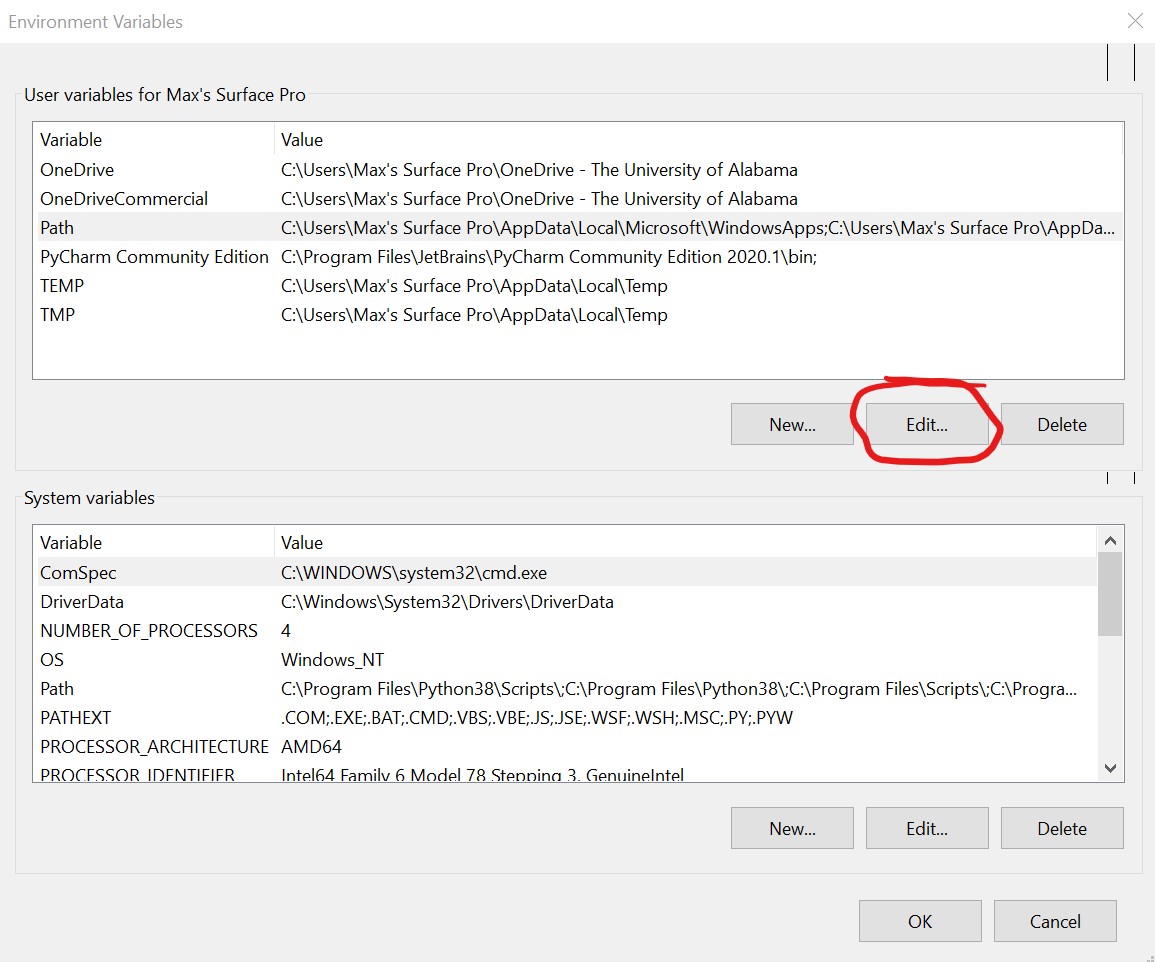 Environment Variables
User variables for Max's Surface Pro
Variable Value
OneDrive C:\Users\Max's Surface Pro\OneDrive - The University of Alabama
OneDriveCommercial C:\Users\Max's Surface Pro\OneDrive - The University of Alabama
Path C:\Users\Max's Surface Pro\AppData\Local\Microsoft\WindowsApps;C:\Users\Max's Surface Pro\AppDa...
PyCharm Community Edition C:\Program Files\JetBrains\PyCharm Community Edition 2020.1\bin;
TEMP C:\Users\Max's Surface Pro\AppData\Local\Temp
TMP C:\Users\Max's Surface Pro\AppData\Local\Temp
New... Edit... Delete
System variables
Variable Value
ComSpec C:\WINDOWS\system32\cmd.exe
DriverData C:\Windows\System32\Drivers\DriverData
NUMBER_OF_PROCESSORS 4
OS Windows_NT
Path C:\Program Files\Python38\Scripts\;C:\Program Files\Python38\;C:\Program Files\Scripts\;C:\Progra...
PATHEXT .COM;.EXE;.BAT;.CMD;.VBS;.VBE;.JS;.JSE;.WSF;.WSH;.MSC;.PY;.PYW
PROCESSOR_ARCHITECTURE AMD64
PROCESSOR_IDENTIFIER Intel64 Family 6 Model 78 Stepping 3, GenuineIntel
New... Edit... Delete
OK Cancel